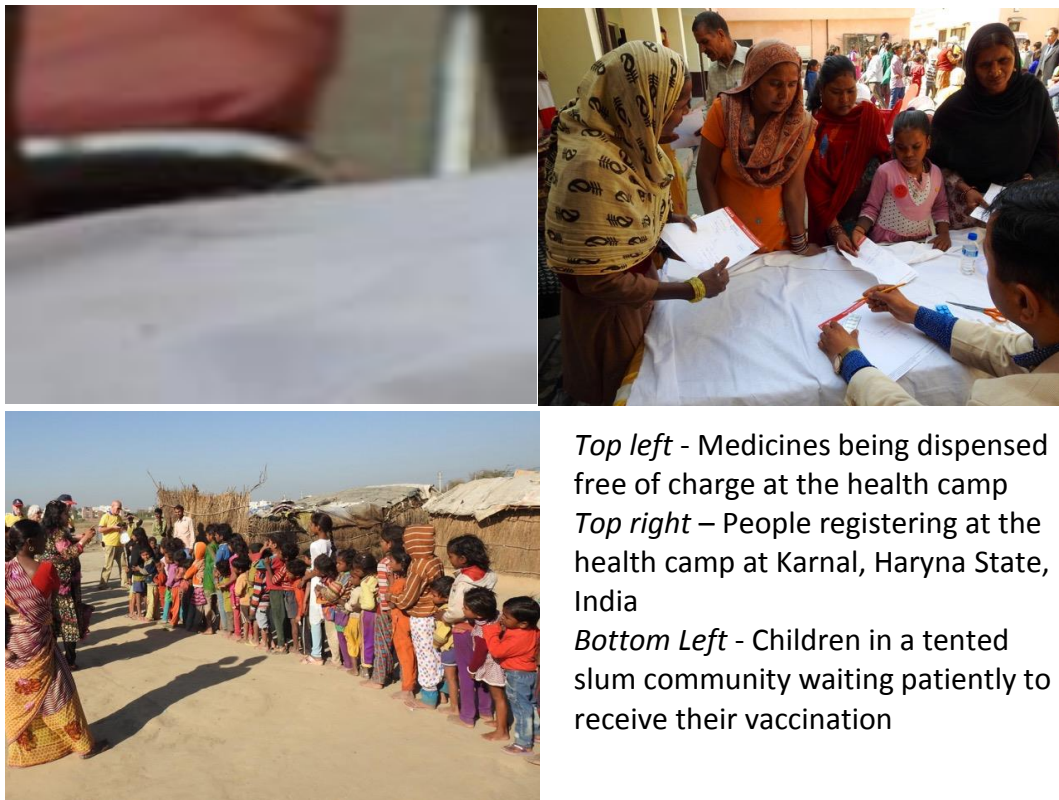 Top left - Medicines being dispensed
free of charge at the health camp
Top right – People registering at the
health camp at Karnal, Haryna State,
India
Bottom Left - Children in a tented
slum community waiting patiently to
receive their vaccination